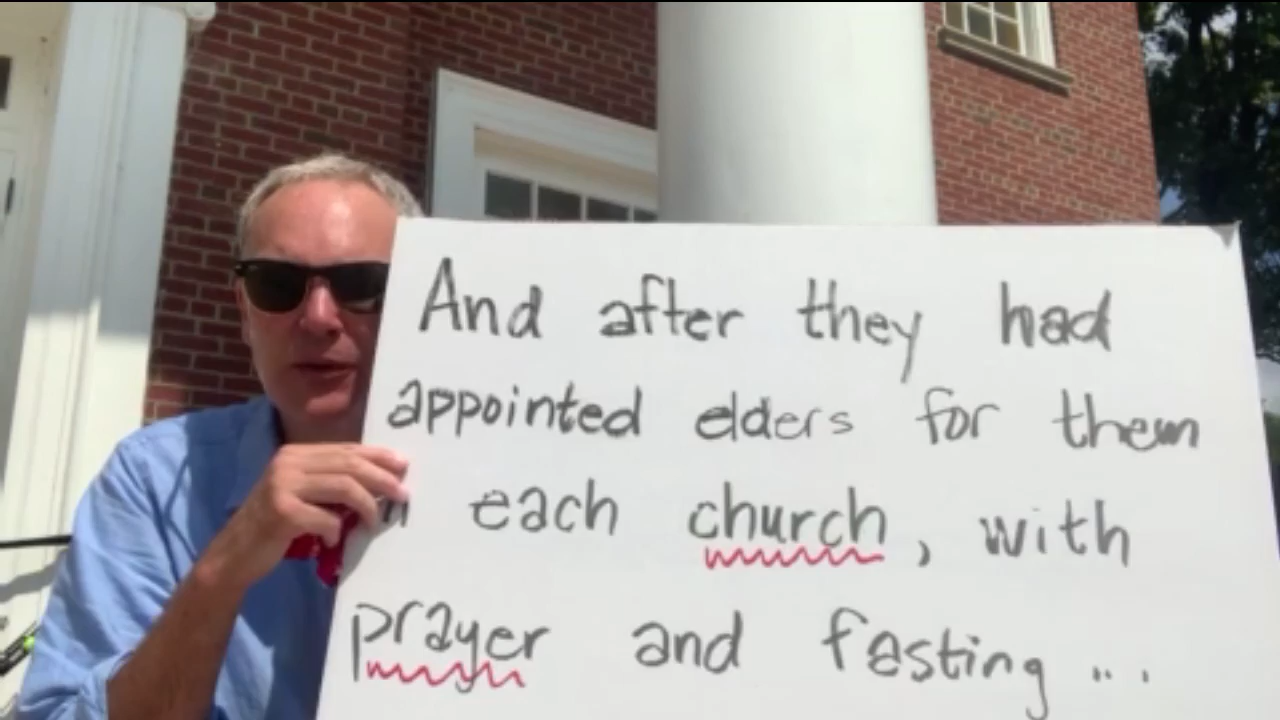 And after they had
appointed elders for them
each church, with
prayer and fasting ...